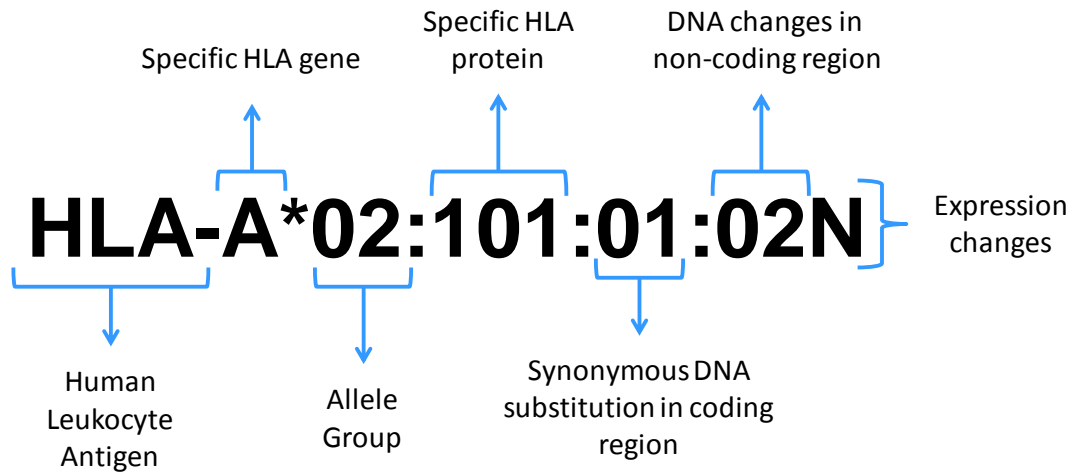 Specific HLA gene
Specific HLA
protein
DNA changes in
non-coding region
HLA-A*02:101:01:02N
Expression
changes
Human
Leukocyte
Antigen
Allele
Group
Synonymous DNA
substitution in coding
region